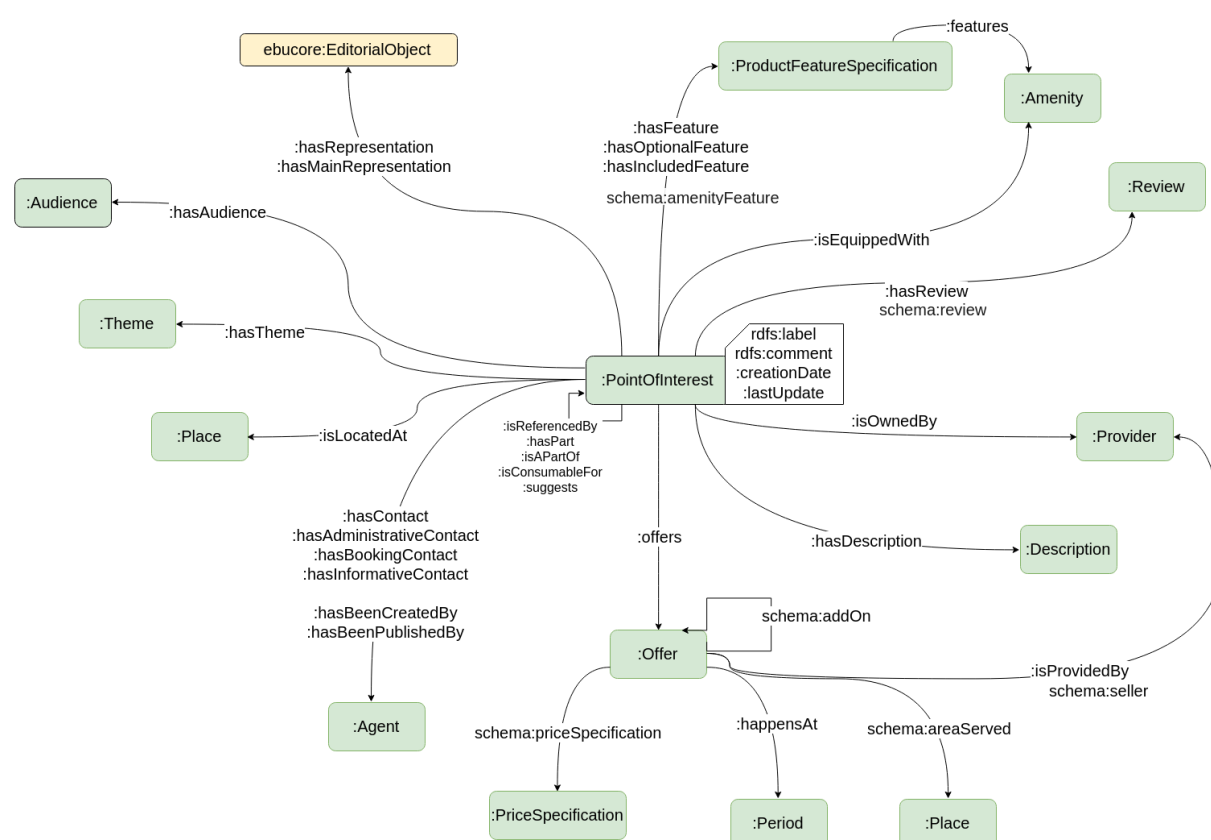 :features
ebucore:EditorialObject
:ProductFeatureSpecification
:Amenity
:hasRepresentation
:hasMainRepresentation
:hasFeature
:hasOptionalFeature
:hasIncludedFeature
schema:amenityFeature
:Review
:Audience
:hasAudience
:isEquippedWith
:hasReview
schema:review
:Theme
:hasTheme
rdfs:label
rdfs:comment
:creationDate
:lastUpdate
:PointOfInterest
:Place
:isLocatedAt
:isReferencedBy
:hasPart
:isAPartOf
:isConsumableFor
:suggests
:isOwnedBy
:Provider
:hasContact
:hasAdministrativeContact
:hasBookingContact
:hasInformativeContact
:offers
:hasDescription
:Description
:hasBeenCreatedBy
:hasBeenPublishedBy
schema:addOn
:Offer
:isProvidedBy
schema:seller
:Agent
schema:priceSpecification
:happensAt
schema:areaServed
:PriceSpecification
:Period
:Place